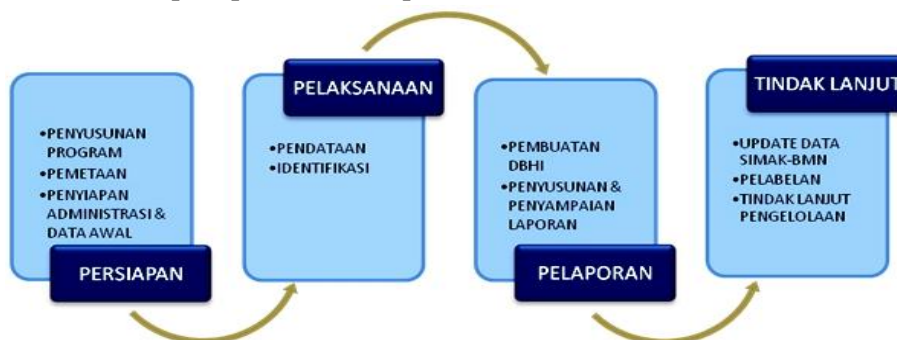 •PENYUSUNAN
PROGRAM
•PEMETAAN
•PENYIAPAN
ADMINISTRASI &
DATA AWAL
PERSIAPAN
PELAKSANAAN
•PENDATAAN
•IDENTIFIKASI
•PEMBUATAN
DBHI
•PENYUSUNAN &
PENYAMPAIAN
LAPORAN
PELAPORAN
TINDAK LANJUT
•UPDATE DATA
SIMAK-BMN
•PELABELAN
•TINDAK LANJUT
PENGELOLAAN